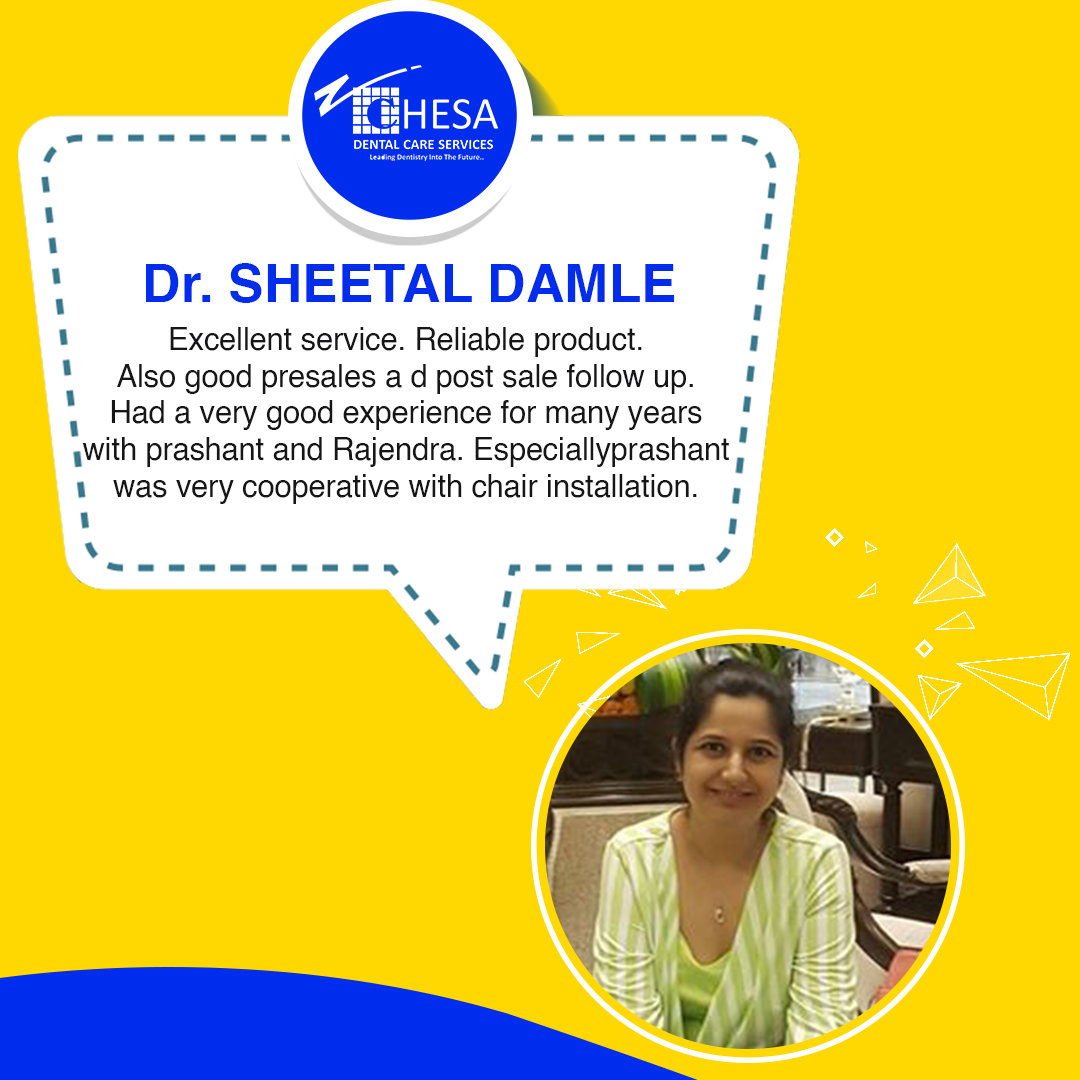 CHESA
DENTAL CARE SERVICES
Leading Dentistry Into The Future..
Dr. SHEETAL DAMLE
Excellent service. Reliable product.
Also good presales a d post sale follow up.
Had a very good experience for many years
with prashant and Rajendra. Especiallyprashant
was very cooperative with chair installation.